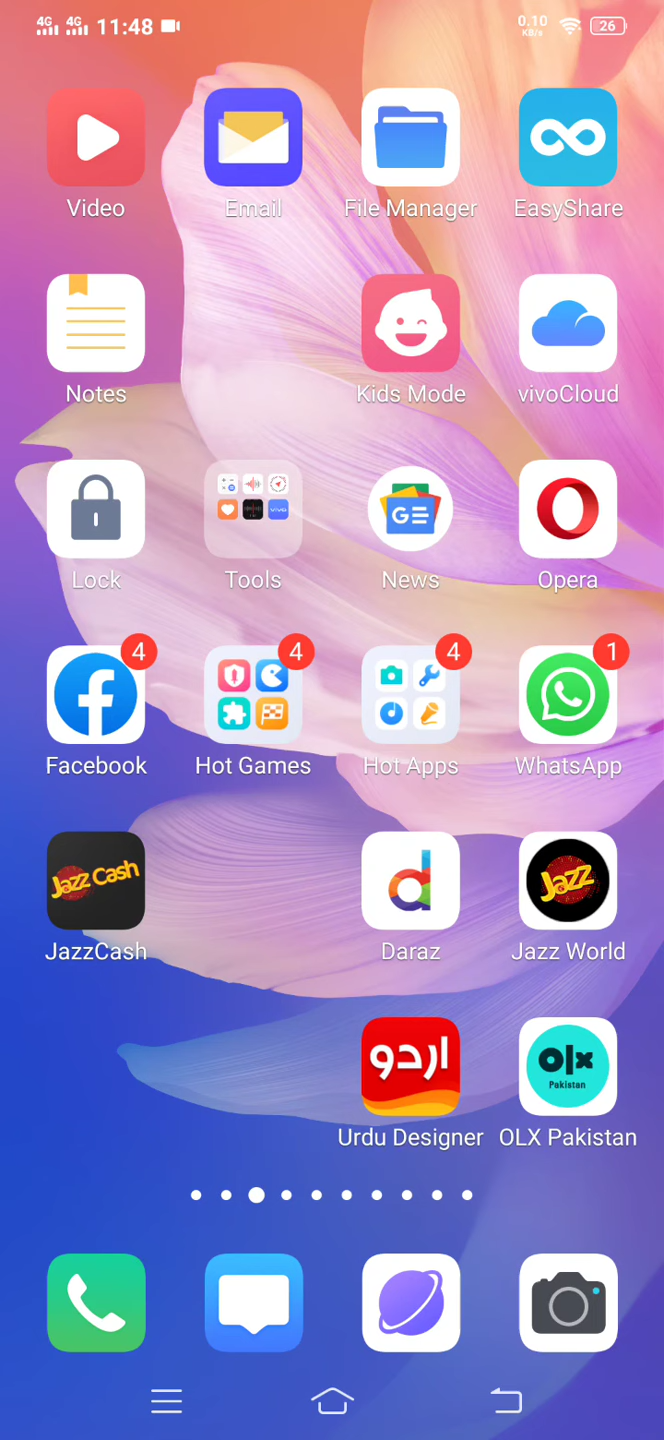 4G 4G 11:48 0.10 KB/s 26
Video Email File Manager EasyShare
Notes Kids Mode vivoCloud
vivo
Lock Tools News Opera
4 4 4 1
Facebook Hot Games Hot Apps WhatsApp
Jazz Cash Jazz
JazzCash Daraz Jazz World
اردو olx
Pakistan
Urdu Designer OLX Pakistan